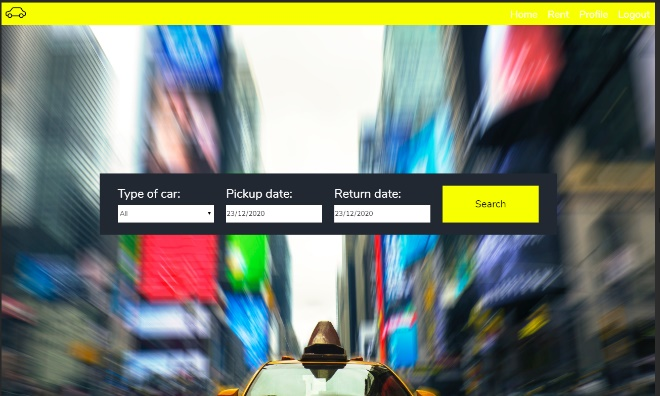 Home Rent Profile Logout
Type of car: Pickup date: Return date:
All 23/12/2020 23/12/2020 Search